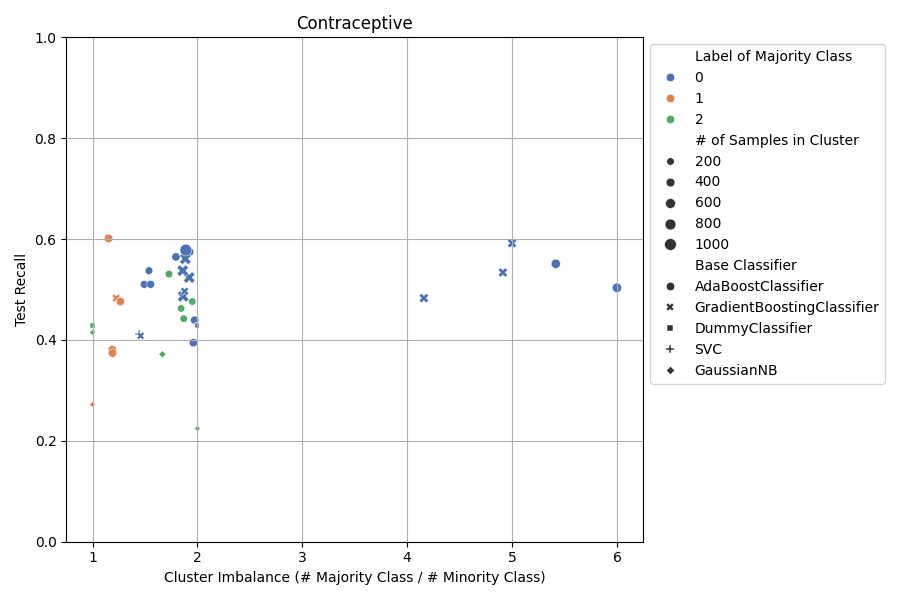 Contraceptive
Test Recall
1.0
0.8
0.6
0.4
0.2
0.0
1
2
3
4
5
6
Cluster Imbalance (# Majority Class / # Minority Class)
Label of Majority Class
0
1
2
# of Samples in Cluster
200
400
600
800
1000
Base Classifier
AdaBoostClassifier
GradientBoostingClassifier
DummyClassifier
SVC
GaussianNB